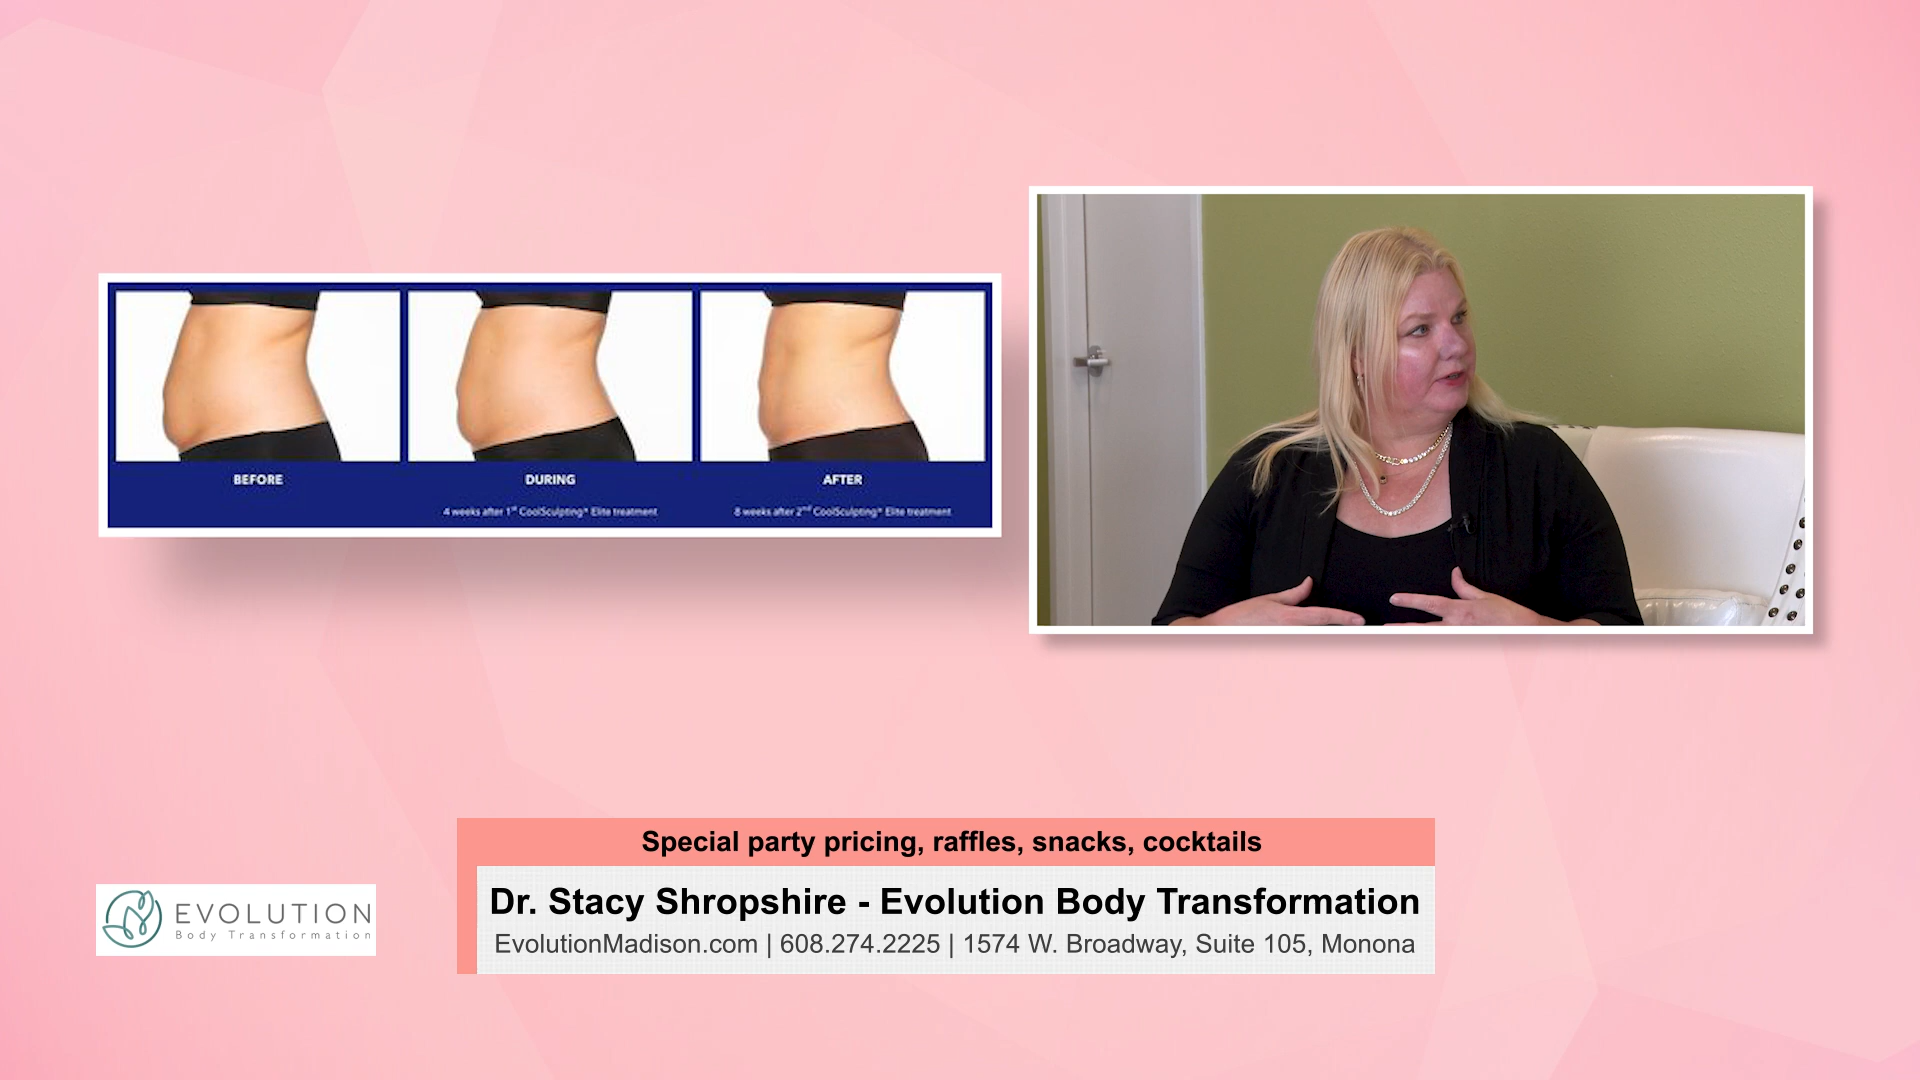 BEFORE
DURING
AFTER
4 weeks after 1st CoolSculpting® Elite treatment
8 weeks after 2nd CoolSculpting® Elite treatment
Special party pricing, raffles, snacks, cocktails
Dr. Stacy Shropshire - Evolution Body Transformation
EvolutionMadison.com | 608.274.2225 | 1574 W. Broadway, Suite 105, Monona
EVOLUTION
Body Transformation